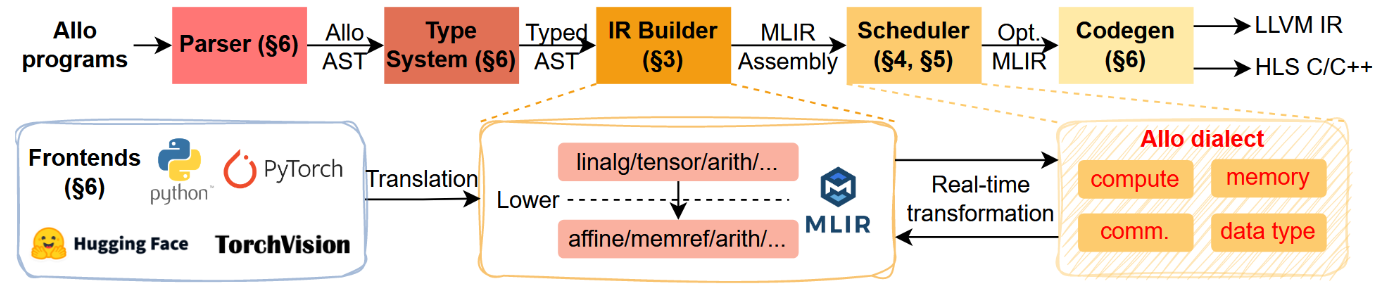 Allo
programs
Parser (§6)
Allo
AST
Type
System (§6)
Typed
AST
IR Builder
(§3)
MLIR
Assembly
Scheduler
(§4, §5)
Opt.
MLIR
Codegen
(§6)
LLVM IR
HLS C/C++
Frontends
(§6)
python™
PyTorch
Hugging Face
TorchVision
Translation
linalg/tensor/arith/...
Lower
affine/memref/arith/...
MLIR
Real-time
transformation
Allo dialect
compute
memory
comm.
data type